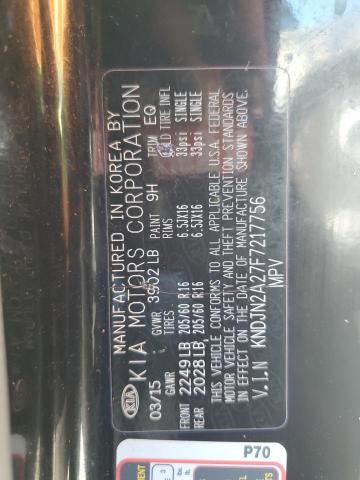 MANUFACTURED IN KOREA BY
KIA MOTORS CORPORATION
KIA
03/15 GVWR 3902 LB PAINT 9H TRIM EQ
GAWR RIMS COLD TIRE INFL
FRONT 2249 LB 205/60 R16 6.5JX16 33psi SINGLE
REAR 2028 LB 205/60 R16 6.5JX16 33psi SINGLE
THIS VEHICLE CONFORMS TO ALL APPLICABLE U.S.A. FEDERAL
MOTOR VEHICLE SAFETY AND THEFT PREVENTION STANDARDS
IN EFFECT ON THE DATE OF MANUFACTURE SHOWN ABOVE.
V.I.N KNDJN2A27F7217756
MPV
P70